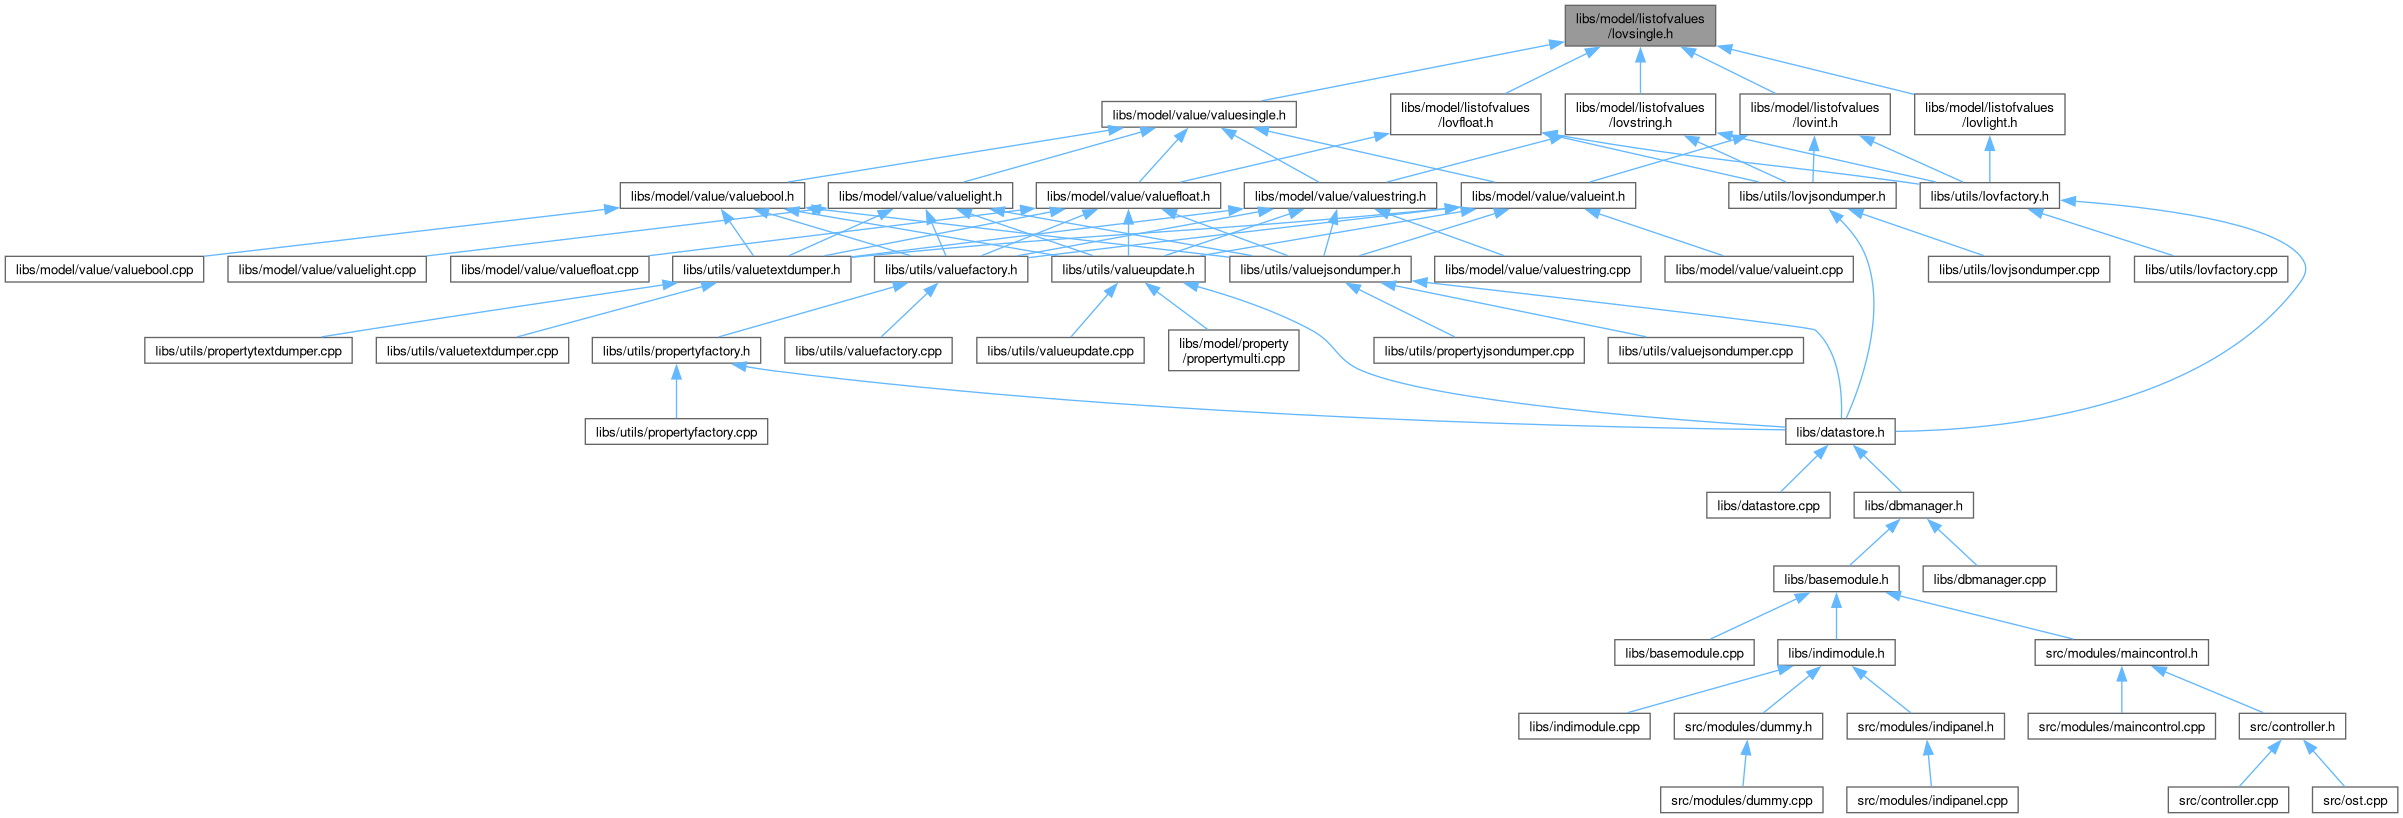 libs/model/listofvalues
/lovsingle.h
libs/model/value/valuesingle.h
libs/model/listofvalues
/lovfloat.h
libs/model/listofvalues
/lovstring.h
libs/model/listofvalues
/lovint.h
libs/model/listofvalues
/lovlight.h
libs/model/value/valuebool.h
libs/model/value/valuelight.h
libs/model/value/valuefloat.h
libs/model/value/valuestring.h
libs/model/value/valueint.h
libs/utils/lovjsondumper.h
libs/utils/lovfactory.h
libs/model/value/valuebool.cpp
libs/model/value/valuelight.cpp
libs/model/value/valuefloat.cpp
libs/utils/valuetextdumper.h
libs/utils/valuefactory.h
libs/utils/valueupdate.h
libs/utils/valuejsondumper.h
libs/model/value/valuestring.cpp
libs/model/value/valueint.cpp
libs/utils/lovjsondumper.cpp
libs/utils/lovfactory.cpp
libs/utils/propertytextdumper.cpp
libs/utils/valuetextdumper.cpp
libs/utils/propertyfactory.h
libs/utils/valuefactory.cpp
libs/utils/valueupdate.cpp
libs/model/property
/propertymulti.cpp
libs/utils/propertyjsondumper.cpp
libs/utils/valuejsondumper.cpp
libs/utils/propertyfactory.cpp
libs/datastore.h
libs/datastore.cpp
libs/dbmanager.h
libs/basemodule.h
libs/dbmanager.cpp
libs/basemodule.cpp
libs/indimodule.h
src/modules/maincontrol.h
libs/indimodule.cpp
src/modules/dummy.h
src/modules/indipanel.h
src/modules/maincontrol.cpp
src/controller.h
src/modules/dummy.cpp
src/modules/indipanel.cpp
src/controller.cpp
src/ost.cpp